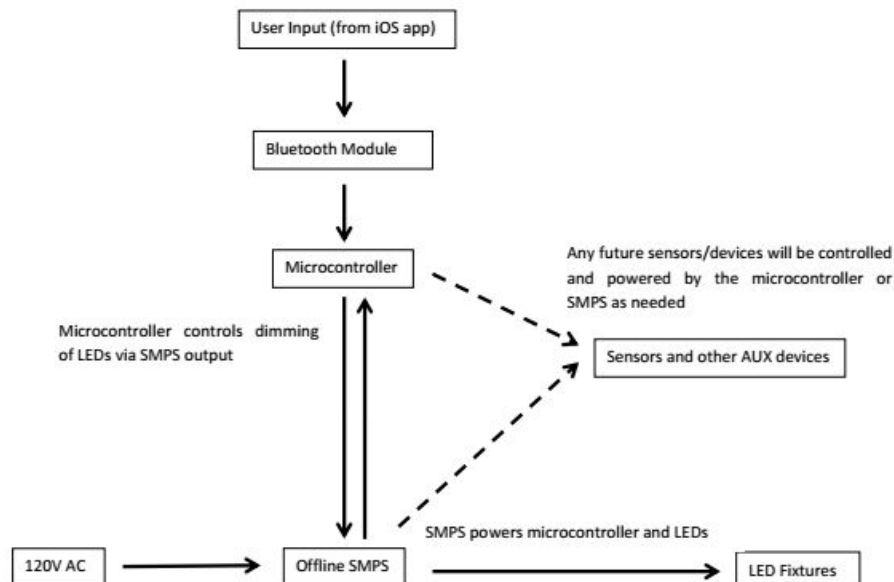 User Input (from iOS app)
Bluetooth Module
Microcontroller
Any future sensors/devices will be controlled
and powered by the microcontroller or
SMPS as needed
Microcontroller controls dimming
of LEDs via SMPS output
Sensors and other AUX devices
SMPS powers microcontroller and LEDs
120V AC
Offline SMPS
LED Fixtures